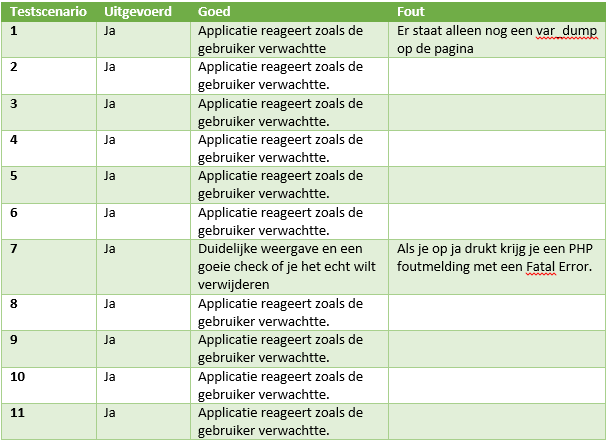 Testscenario Uitgevoerd Goed Fout
1 Ja Applicatie reageert zoals de Er staat alleen nog een var_dump
gebruiker verwachtte op de pagina
2 Ja Applicatie reageert zoals de
gebruiker verwachtte.
3 Ja Applicatie reageert zoals de
gebruiker verwachtte.
4 Ja Applicatie reageert zoals de
gebruiker verwachtte.
5 Ja Applicatie reageert zoals de
gebruiker verwachtte.
6 Ja Applicatie reageert zoals de
gebruiker verwachtte.
7 Ja Duidelijke weergave en een Als je op ja drukt krijg je een PHP
goeie check of je het echt wilt foutmelding met een Fatal Error.
verwijderen
8 Ja Applicatie reageert zoals de
gebruiker verwachtte.
9 Ja Applicatie reageert zoals de
gebruiker verwachtte.
10 Ja Applicatie reageert zoals de
gebruiker verwachtte.
11 Ja Applicatie reageert zoals de
gebruiker verwachtte.